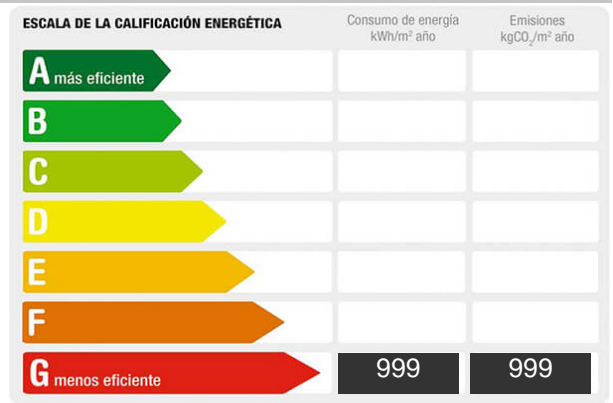 ESCALA DE LA CALIFICACIÓN ENERGÉTICA
Consumo de energía
kWh/m² año
Emisiones
kgCO₂/m² año
A más eficiente
B
C
D
E
F
G menos eficiente 999 999